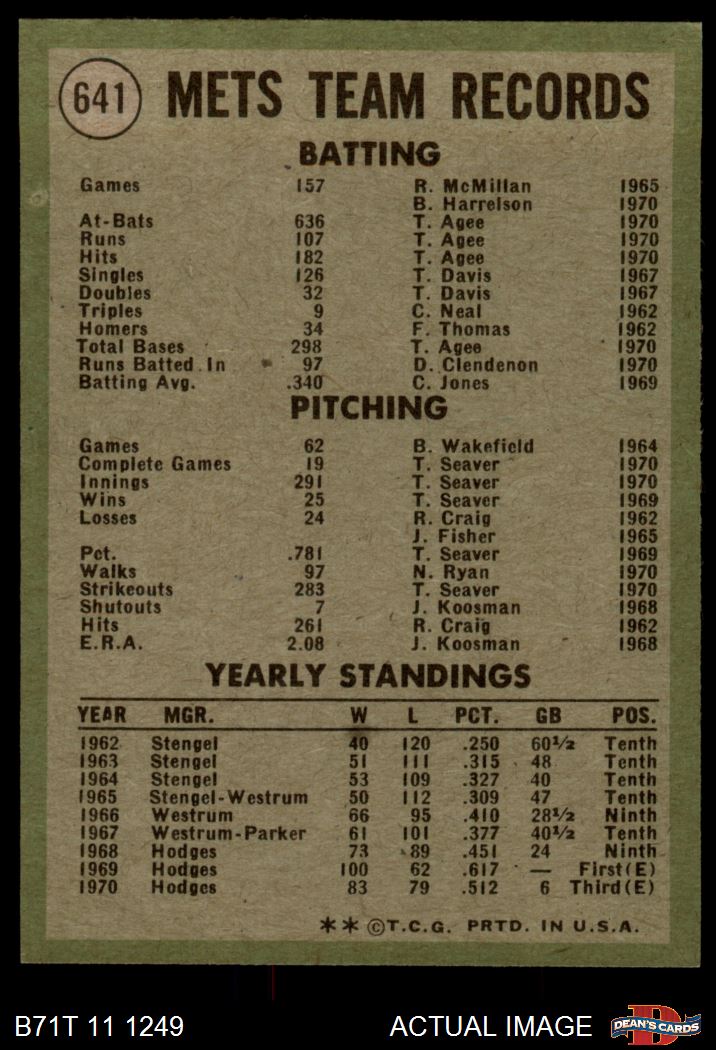 641 METS TEAM RECORDS
BATTING
Games 157 R. McMillan 1965
B. Harrelson 1970
At-Bats 636 T. Agee 1970
Runs 107 T. Agee 1970
Hits 182 T. Agee 1970
Singles 126 T. Davis 1967
Doubles 32 T. Davis 1967
Triples 9 C. Neal 1962
Homers 34 F. Thomas 1962
Total Bases 298 T. Agee 1970
Runs Batted In 97 D. Clendenon 1970
Batting Avg. .340 C. Jones 1969
PITCHING
Games 62 B. Wakefield 1964
Complete Games 19 T. Seaver 1970
Innings 291 T. Seaver 1970
Wins 25 T. Seaver 1969
Losses 24 R. Craig 1962
J. Fisher 1965
Pct. .781 T. Seaver 1969
Walks 97 N. Ryan 1970
Strikeouts 283 T. Seaver 1970
Shutouts 7 J. Koosman 1968
Hits 261 R. Craig 1962
E.R.A. 2.08 J. Koosman 1968
YEARLY STANDINGS
YEAR MGR. W L PCT. GB POS.
1962 Stengel 40 120 .250 60½ Tenth
1963 Stengel 51 111 .315 48 Tenth
1964 Stengel 53 109 .327 40 Tenth
1965 Stengel-Westrum 50 112 .309 47 Tenth
1966 Westrum 66 95 .410 28½ Ninth
1967 Westrum-Parker 61 101 .377 40½ Tenth
1968 Hodges 73 89 .451 24 Ninth
1969 Hodges 100 62 .617 — First(E)
1970 Hodges 83 79 .512 6 Third(E)
** ©T.C.G. PRTD. IN U.S.A.
B71T 11 1249 ACTUAL IMAGE D DEAN'S CARDS